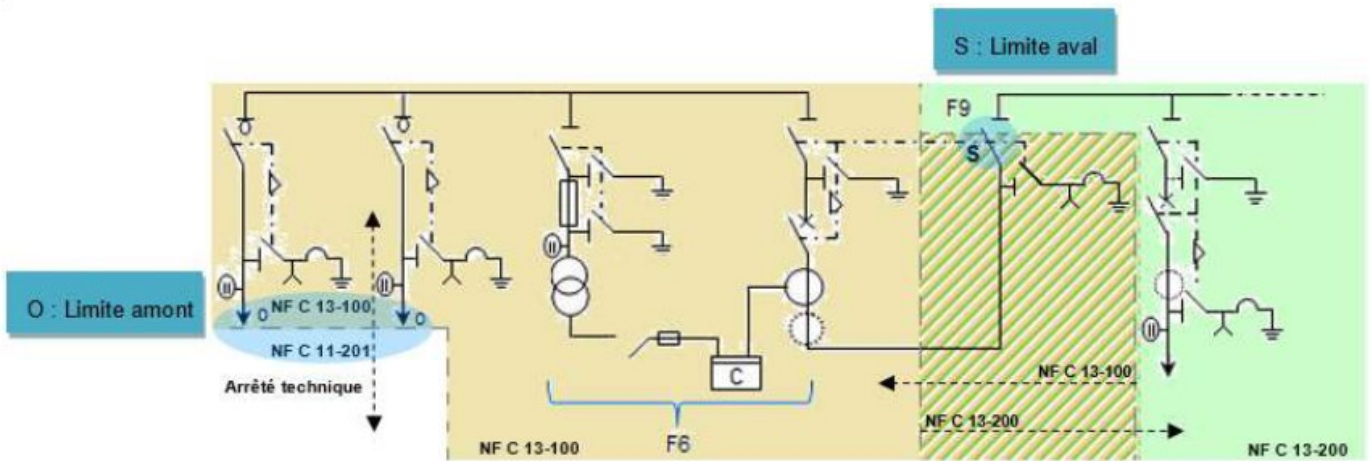 S : Limite aval
F9
S
O : Limite amont
NF C 13-100
O
O
NF C 11-201
Arrêté technique
C
F6
NF C 13-100
NF C 13-100
NF C 13-200
NF C 13-200